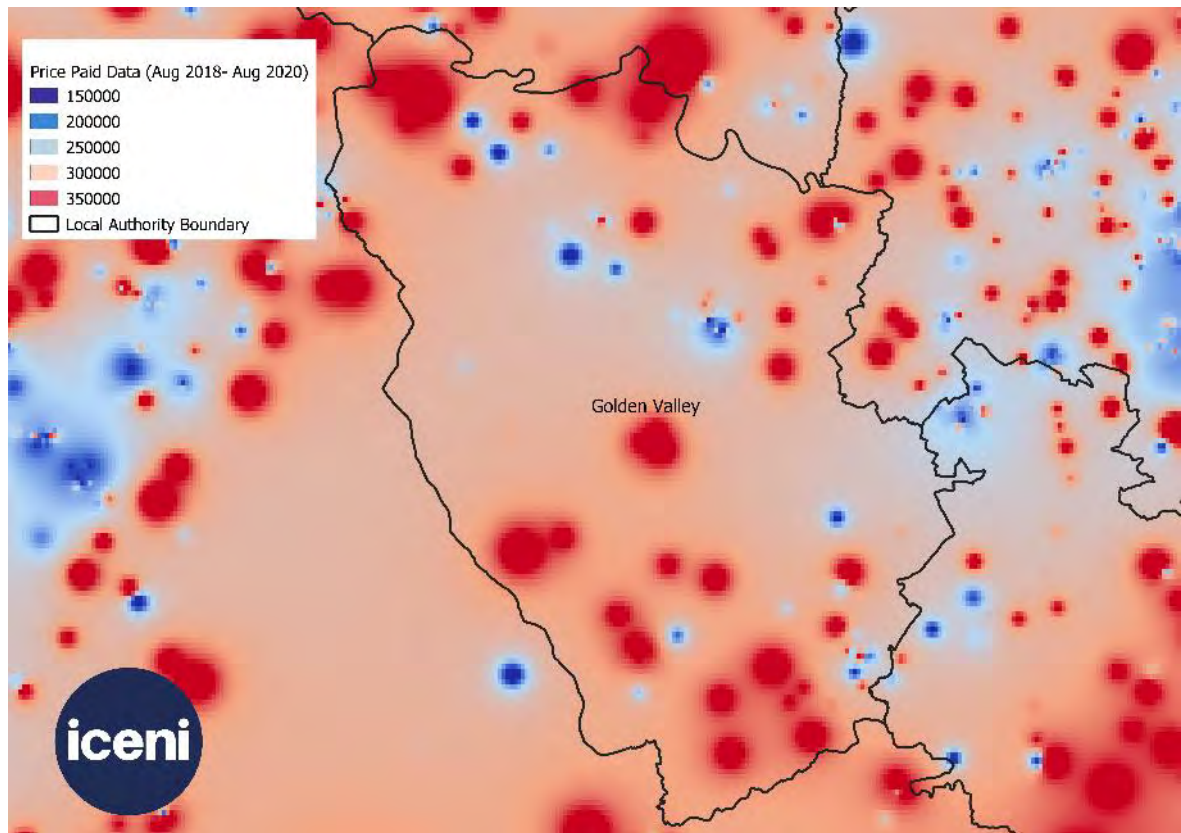 Price Paid Data (Aug 2018- Aug 2020)
150000
200000
250000
300000
350000
Local Authority Boundary
Golden Valley
iceni